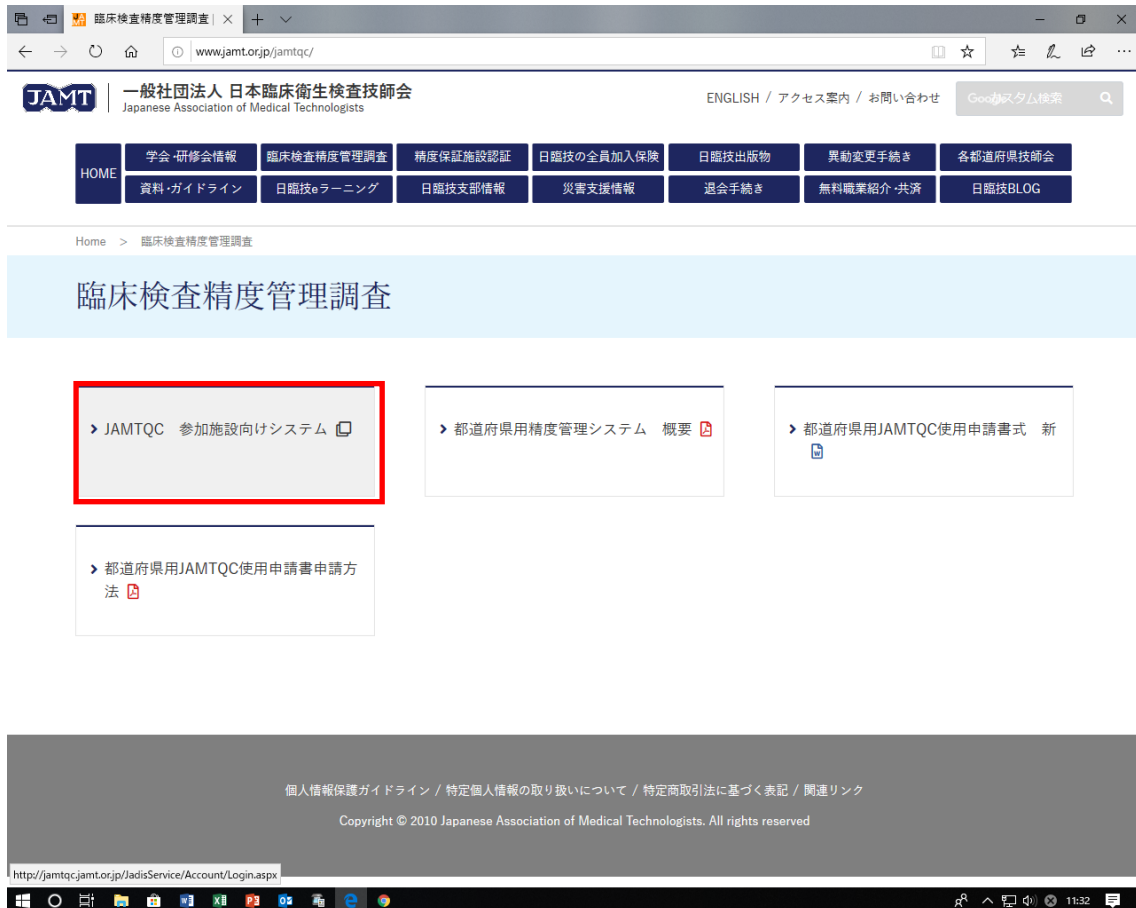 臨床検査精度管理調査 |
www.jamt.or.jp/jamtqc/
JAMT
一般社団法人 日本臨床衛生検査技師会
Japanese Association of Medical Technologists
ENGLISH / アクセス案内 / お問い合わせ
HOME
学会・研修会情報 臨床検査精度管理調査 精度保証施設認証 日臨技の全員加入保険 日臨技出版物 異動変更手続き 各都道府県技師会
資料・ガイドライン 日臨技eラーニング 日臨技支部情報 災害支援情報 退会手続き 無料職業紹介・共済 日臨技BLOG
Home > 臨床検査精度管理調査
臨床検査精度管理調査
JAMTQC 参加施設向けシステム
都道府県用精度管理システム 概要
都道府県用JAMTQC使用申請書式 新
都道府県用JAMTQC使用申請書申請方
法
個人情報保護ガイドライン / 特定個人情報の取り扱いについて / 特定商取引法に基づく表記 / 関連リンク
Copyright © 2010 Japanese Association of Medical Technologists. All rights reserved
http://jamtqc.jamt.or.jp/JadisService/Account/Login.aspx
11:32